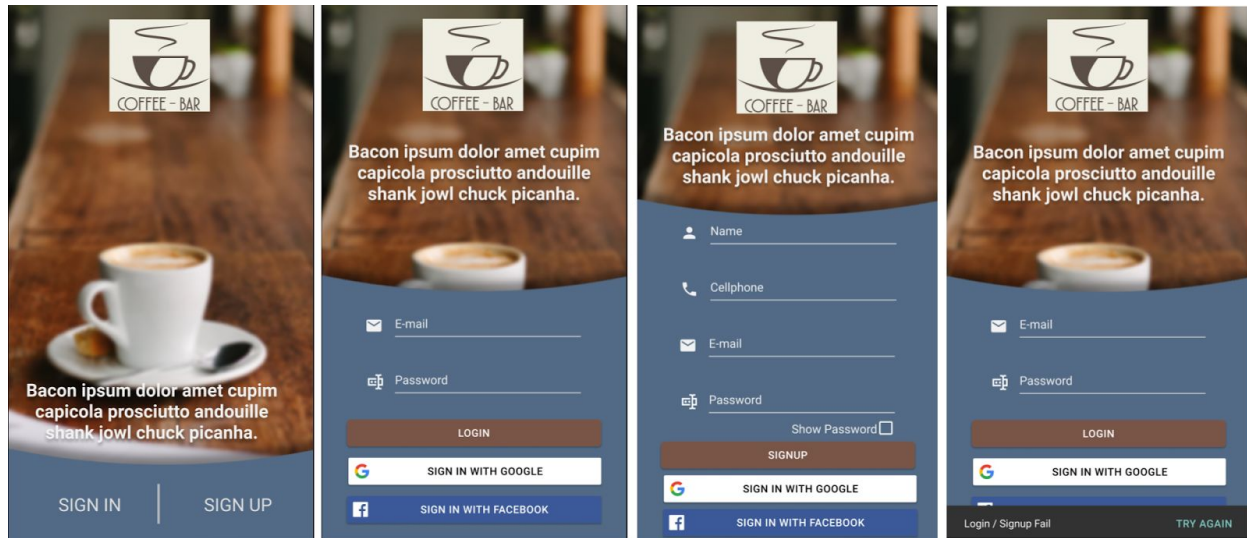 COFFEE - BAR
Bacon ipsum dolor amet cupim
capicola prosciutto andouille
shank jowl chuck picanha.
SIGN IN
SIGN UP
COFFEE - BAR
Bacon ipsum dolor amet cupim
capicola prosciutto andouille
shank jowl chuck picanha.
E-mail
Password
LOGIN
SIGN IN WITH GOOGLE
SIGN IN WITH FACEBOOK
COFFEE - BAR
Bacon ipsum dolor amet cupim
capicola prosciutto andouille
shank jowl chuck picanha.
Name
Cellphone
E-mail
Password
Show Password
SIGNUP
SIGN IN WITH GOOGLE
SIGN IN WITH FACEBOOK
COFFEE - BAR
Bacon ipsum dolor amet cupim
capicola prosciutto andouille
shank jowl chuck picanha.
E-mail
Password
LOGIN
SIGN IN WITH GOOGLE
Login / Signup Fail
TRY AGAIN